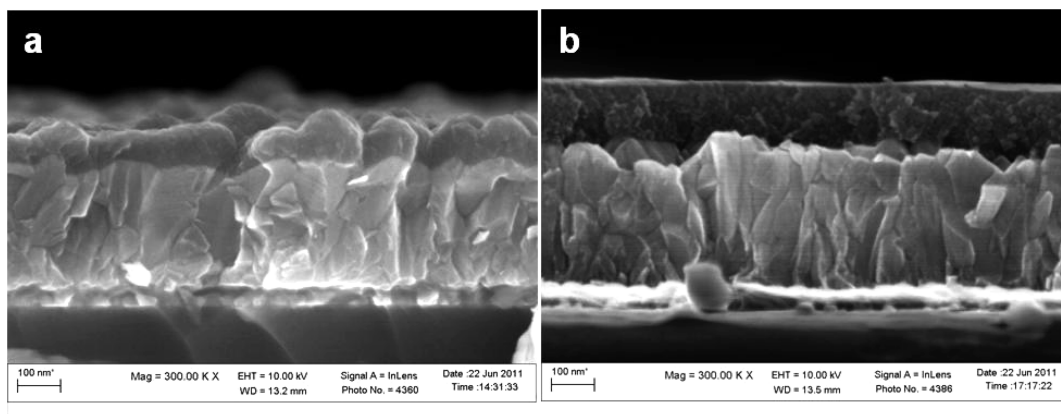 a
100 nm*
Mag = 300.00 K X
EHT = 10.00 kV
WD = 13.2 mm
Signal A = InLens
Photo No. = 4360
Date :22 Jun 2011
Time :14:31:33
b
100 nm*
Mag = 300.00 K X
EHT = 10.00 kV
WD = 13.5 mm
Signal A = InLens
Photo No. = 4386
Date :22 Jun 2011
Time :17:17:22